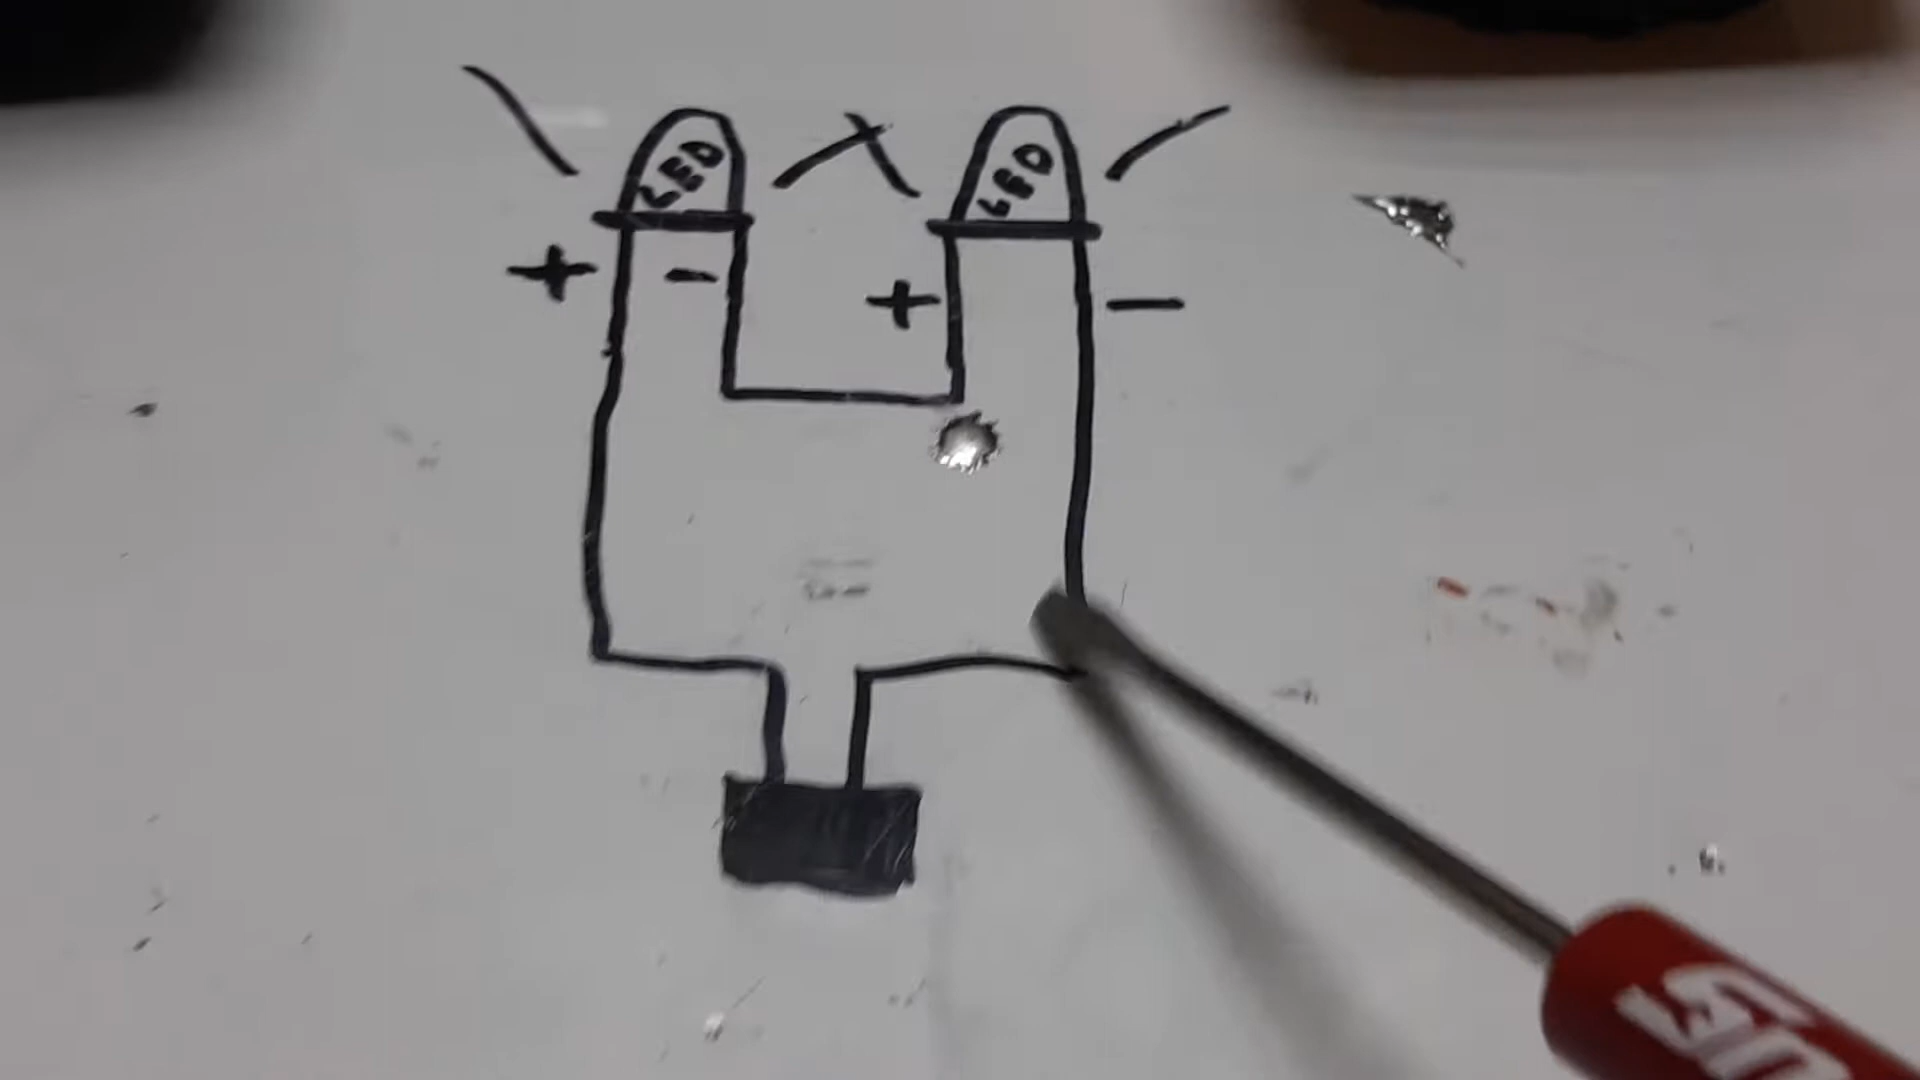 LED LED
+ - + -